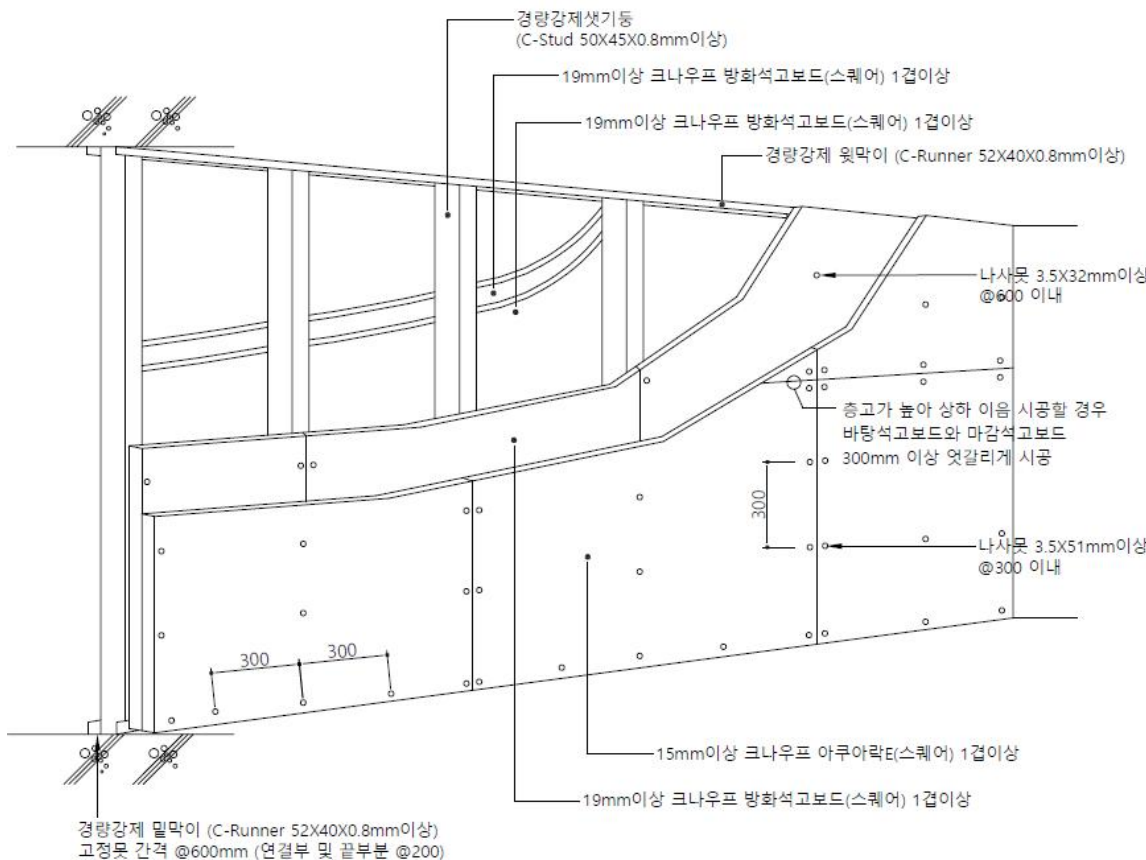 경량강제샛기둥
(C-Stud 50X45X0.8mm이상)
19mm이상 크나우프 방화석고보드(스퀘어) 1겹이상
19mm이상 크나우프 방화석고보드(스퀘어) 1겹이상
경량강제 윗막이 (C-Runner 52X40X0.8mm이상)
나사못 3.5X32mm이상
@600 이내
층고가 높아 상하 이음 시공할 경우
바탕석고보드와 마감석고보드
300mm 이상 엇갈리게 시공
300
나사못 3.5X51mm이상
@300 이내
300
300
15mm이상 크나우프 아쿠아락E(스퀘어) 1겹이상
19mm이상 크나우프 방화석고보드(스퀘어) 1겹이상
경량강제 밑막이 (C-Runner 52X40X0.8mm이상)
고정못 간격 @600mm (연결부 및 끝부분 @200)